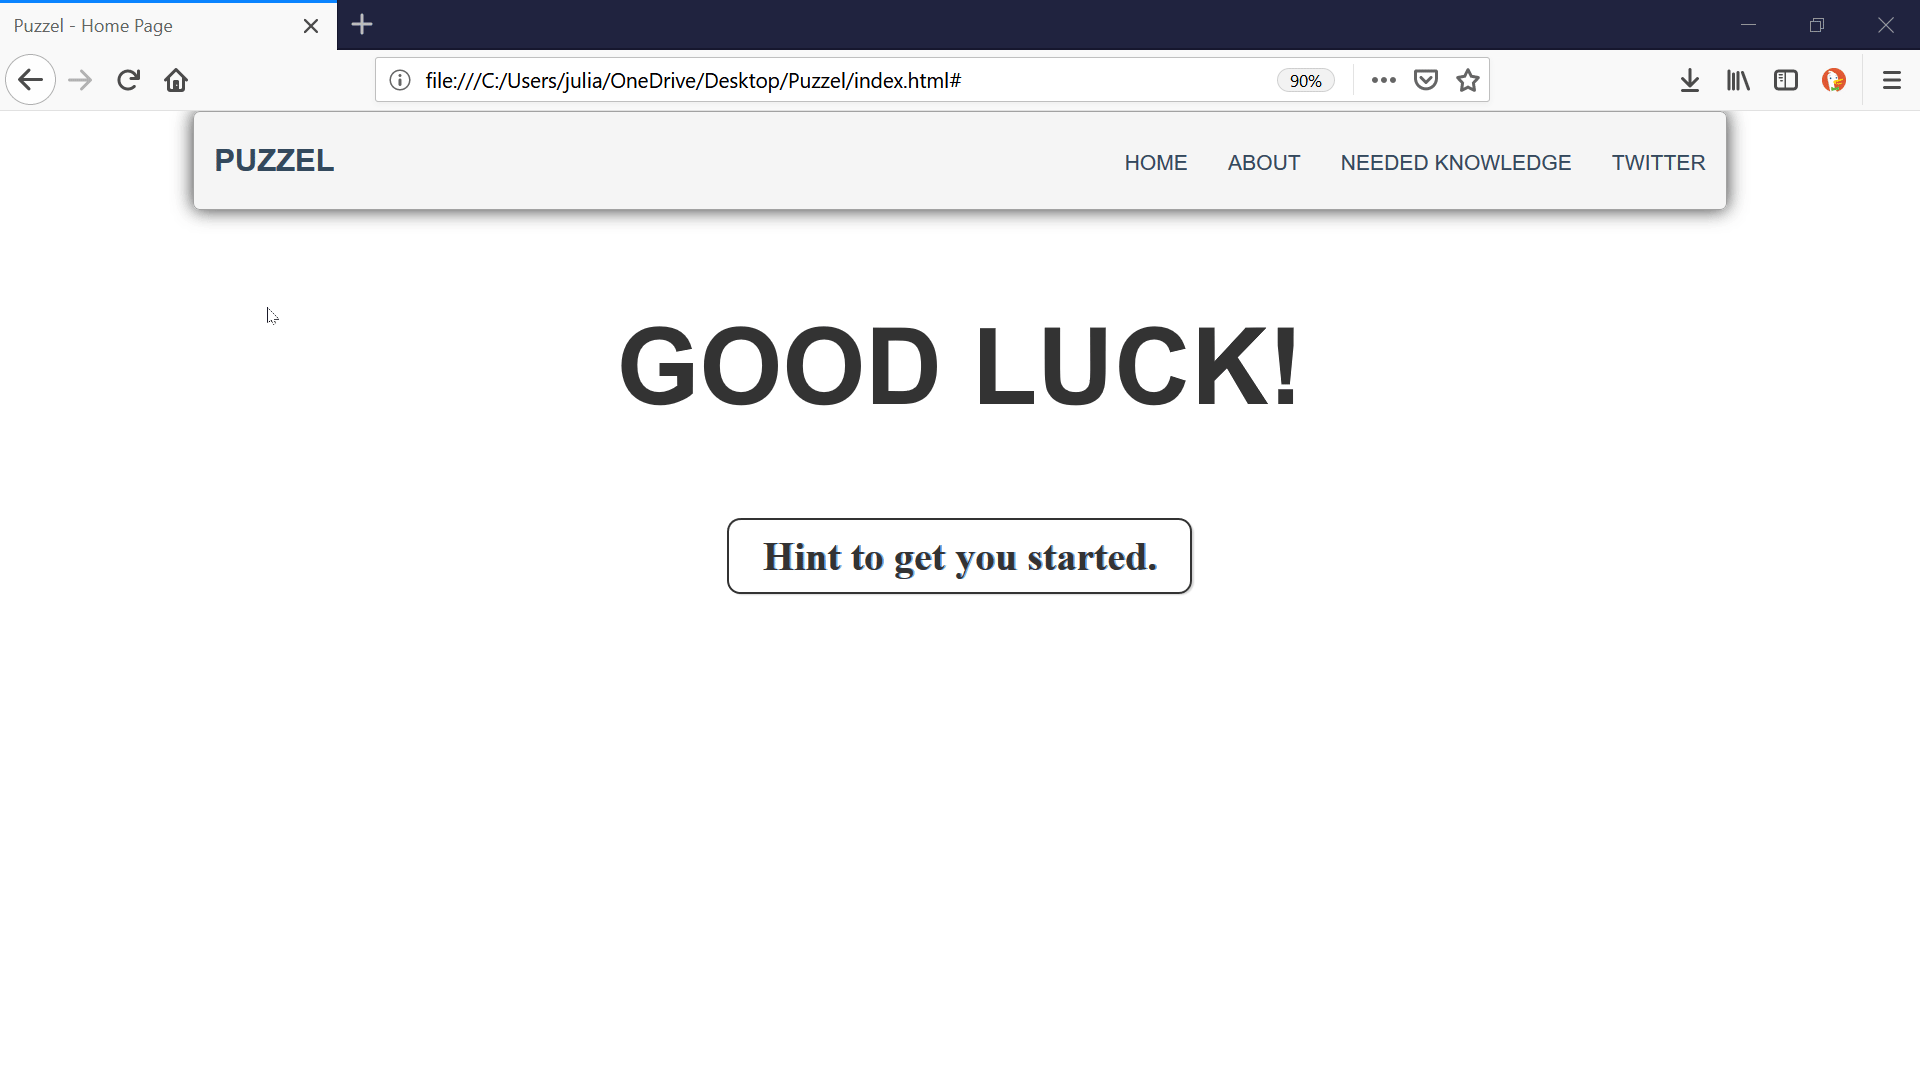 Puzzel - Home Page
file:///C:/Users/julia/OneDrive/Desktop/Puzzel/index.html#
90%
PUZZEL
HOME ABOUT NEEDED KNOWLEDGE TWITTER
GOOD LUCK!
Hint to get you started.